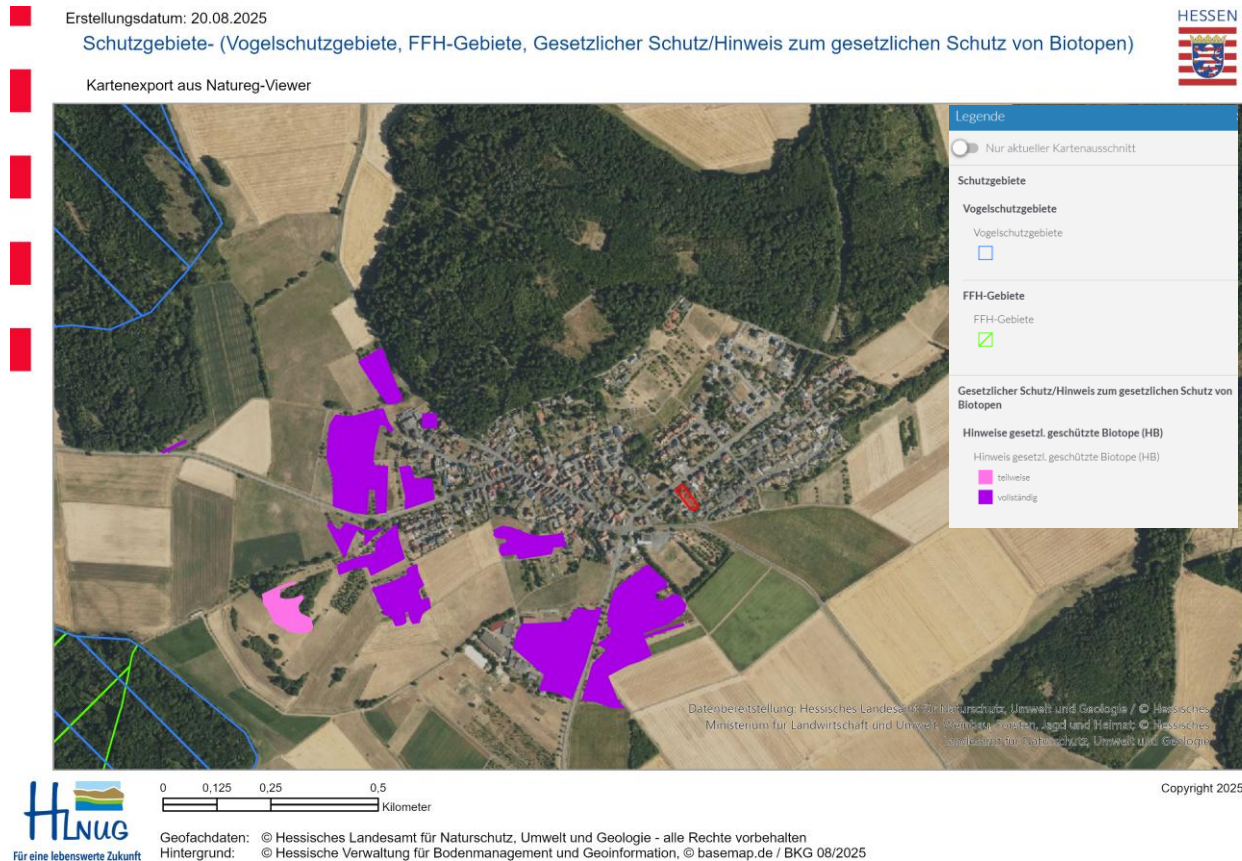 Erstellungsdatum: 20.08.2025
HESSEN
Schutzgebiete- (Vogelschutzgebiete, FFH-Gebiete, Gesetzlicher Schutz/Hinweis zum gesetzlichen Schutz von Biotopen)
Kartenexport aus Natureg-Viewer
Legende
Nur aktueller Kartenausschnitt
Schutzgebiete
Vogelschutzgebiete
Vogelschutzgebiete
FFH-Gebiete
FFH-Gebiete
Gesetzlicher Schutz/Hinweis zum gesetzlichen Schutz von
Biotopen
Hinweise gesetzl. geschützte Biotope (HB)
Hinweis gesetzl. geschützte Biotope (HB)
teilweise
vollständig
Datenbereitstellung: Hessisches Landesamt für Naturschutz, Umwelt und Geologie / © Hessisches
Ministerium für Landwirtschaft und Umwelt, Weinbau, Forsten, Jagd und Heimat; © Hessisches
Landesamt für Naturschutz, Umwelt und Geologie
HLNUG
Für eine lebenswerte Zukunft
0 0,125 0,25 0,5
Kilometer
Copyright 2025
Geofachdaten: © Hessisches Landesamt für Naturschutz, Umwelt und Geologie - alle Rechte vorbehalten
Hintergrund: © Hessische Verwaltung für Bodenmanagement und Geoinformation, © basemap.de / BKG 08/2025